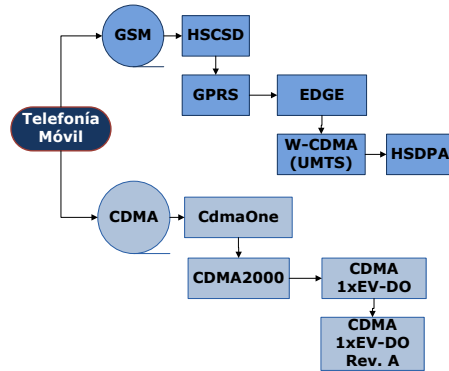 GSM
HSCSD
GPRS
EDGE
Telefonía
Móvil
W-CDMA
(UMTS)
HSDPA
CDMA
CdmaOne
CDMA2000
CDMA
1xEV-DO
CDMA
1xEV-DO
Rev. A